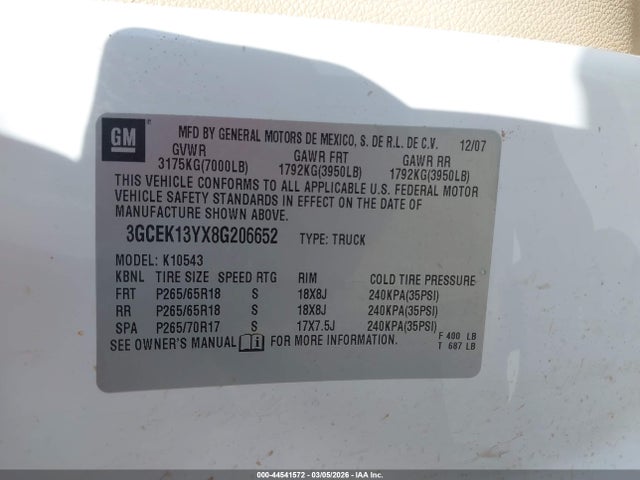 GM
MFD BY GENERAL MOTORS DE MEXICO, S. DE R.L. DE C.V. 12/07
GVWR GAWR FRT GAWR RR
3175KG(7000LB) 1792KG(3950LB) 1792KG(3950LB)
THIS VEHICLE CONFORMS TO ALL APPLICABLE U.S. FEDERAL MOTOR
VEHICLE SAFETY STANDARDS IN EFFECT ON THE DATE OF
MANUFACTURE SHOWN ABOVE.
3GCEK13YX8G206652 TYPE: TRUCK
MODEL: K10543
KBNL TIRE SIZE SPEED RTG RIM COLD TIRE PRESSURE
FRT P265/65R18 S 18X8J 240KPA(35PSI)
RR P265/65R18 S 18X8J 240KPA(35PSI)
SPA P265/70R17 S 17X7.5J 240KPA(35PSI)
SEE OWNER'S MANUAL FOR MORE INFORMATION.
F 400 LB
T 687 LB
000-44541572 - 03/05/2026 - IAA Inc.